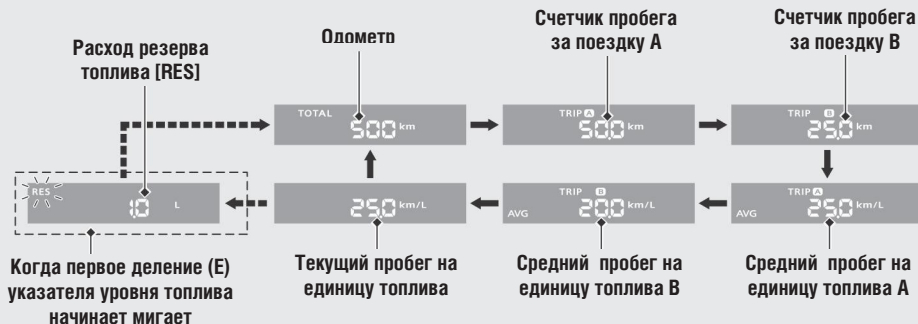 Расход резерва
топлива [RES]
Одометр
Счетчик пробега
за поездку A
Счетчик пробега
за поездку B
TOTAL
500 km
TRIP A
50.0 km
TRIP B
25.0 km
RES
1.0 L
25.0 km/L
TRIP B
AVG 20.0 km/L
TRIP A
AVG 25.0 km/L
Когда первое деление (E)
указателя уровня топлива
начинает мигает
Текущий пробег на
единицу топлива
Средний пробег на
единицу топлива B
Средний пробег на
единицу топлива A